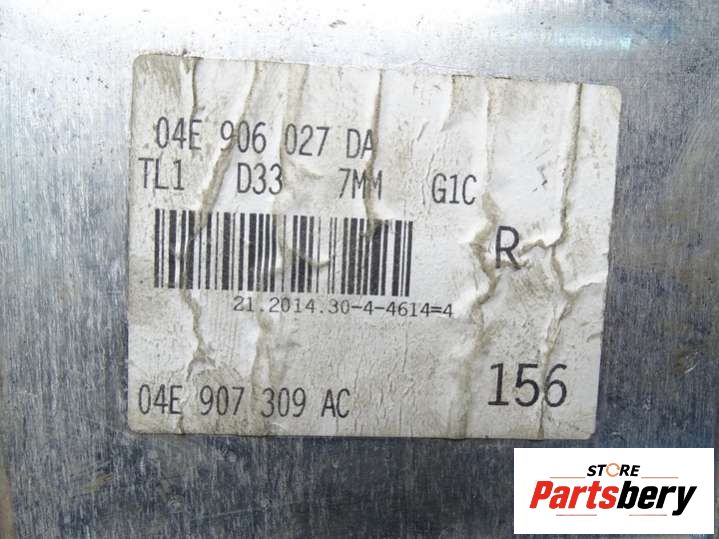 04E 906 027 DA
TL1 D33 7MM G1C
R
21.2014.30-4-4614=4
156
04E 907 309 AC
STORE
Partsbery